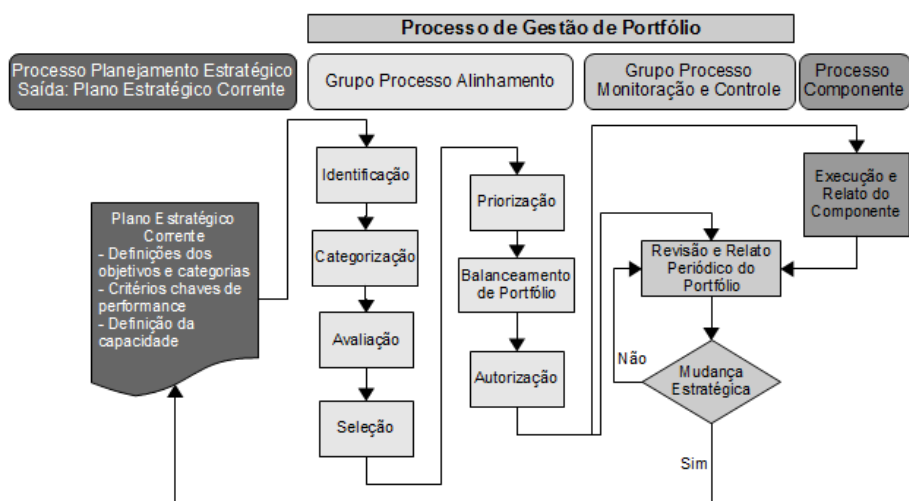 Processo de Gestão de Portfólio
Processo Planejamento Estratégico
Saída: Plano Estratégico Corrente
Grupo Processo Alinhamento
Grupo Processo
Monitoração e Controle
Processo
Componente
Plano Estratégico
Corrente
- Definições dos
objetivos e categorias
- Critérios chaves de
performance
- Definição da
capacidade
Identificação
Categorização
Avaliação
Seleção
Priorização
Balanceamento
de Portfólio
Autorização
Execução e
Relato do
Componente
Revisão e Relato
Periódico do
Portfólio
Não
Mudança
Estratégica
Sim